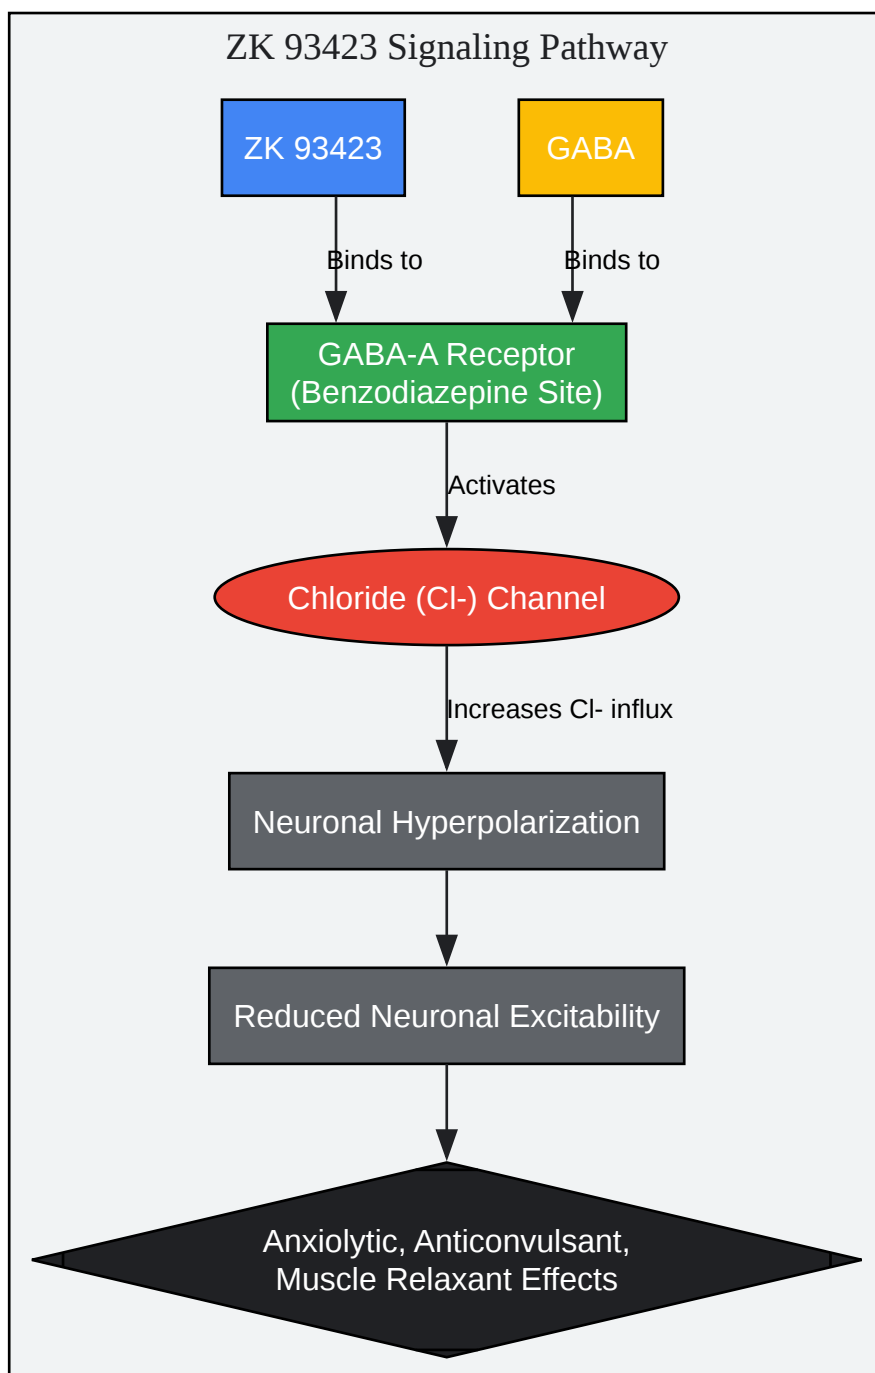 ZK 93423 Signaling Pathway
ZK 93423
GABA
Binds to
Binds to
GABA-A Receptor
(Benzodiazepine Site)
Activates
Chloride (Cl-) Channel
Increases Cl- influx
Neuronal Hyperpolarization
Reduced Neuronal Excitability
Anxiolytic, Anticonvulsant,
Muscle Relaxant Effects